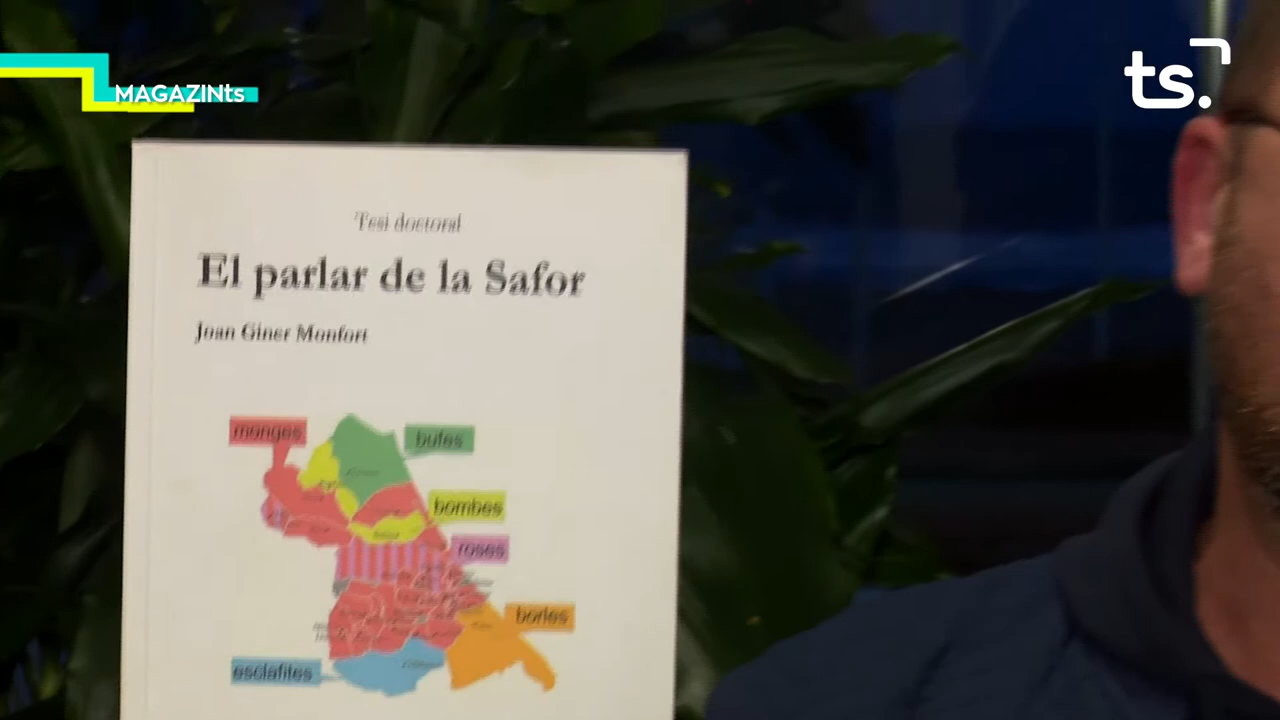 MAGAZINts
ts.
Tesi doctoral
El parlar de la Safor
Joan Giner Monfort
monges
bufes
bombes
roses
borles
esclafites